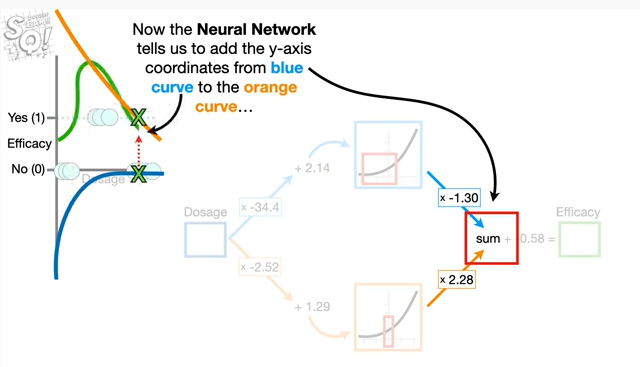 Now the Neural Network
tells us to add the y-axis
coordinates from blue
curve to the orange
curve…
Yes (1)
Efficacy
No (0)
Dosage
+ 2.14
x -34.4
x -1.30
Dosage
Efficacy
sum + 0.58 =
x -2.52
x 2.28
+ 1.29